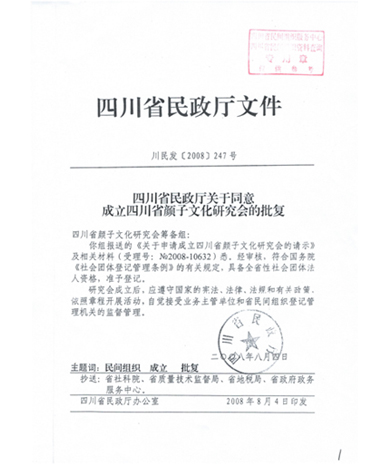 四川省民政厅文件
川民发〔2008〕247号
四川省民政厅关于同意
成立四川省颜子文化研究会的批复
四川省颜子文化研究会筹备组：
你组报送的《关于申请成立四川省颜子文化研究会的请示》
及相关材料（受理号：№2008-10632）悉。经审核，符合国务院
《社会团体登记管理条例》的有关规定，具备全省性社会团体法
人资格，准予登记。
研究会成立后，应遵守国家的宪法、法律、法规和有关政策，
依照章程开展活动，自觉接受业务主管单位和省民间组织登记管
理机关的监督管理。
四川省民政厅
二〇〇八年八月四日
主题词：民间组织 成立 批复
抄送：省社科院、省质量技术监督局、省地税局、省政府政务
服务中心。
四川省民政厅办公室 2008年8月4日印发
1